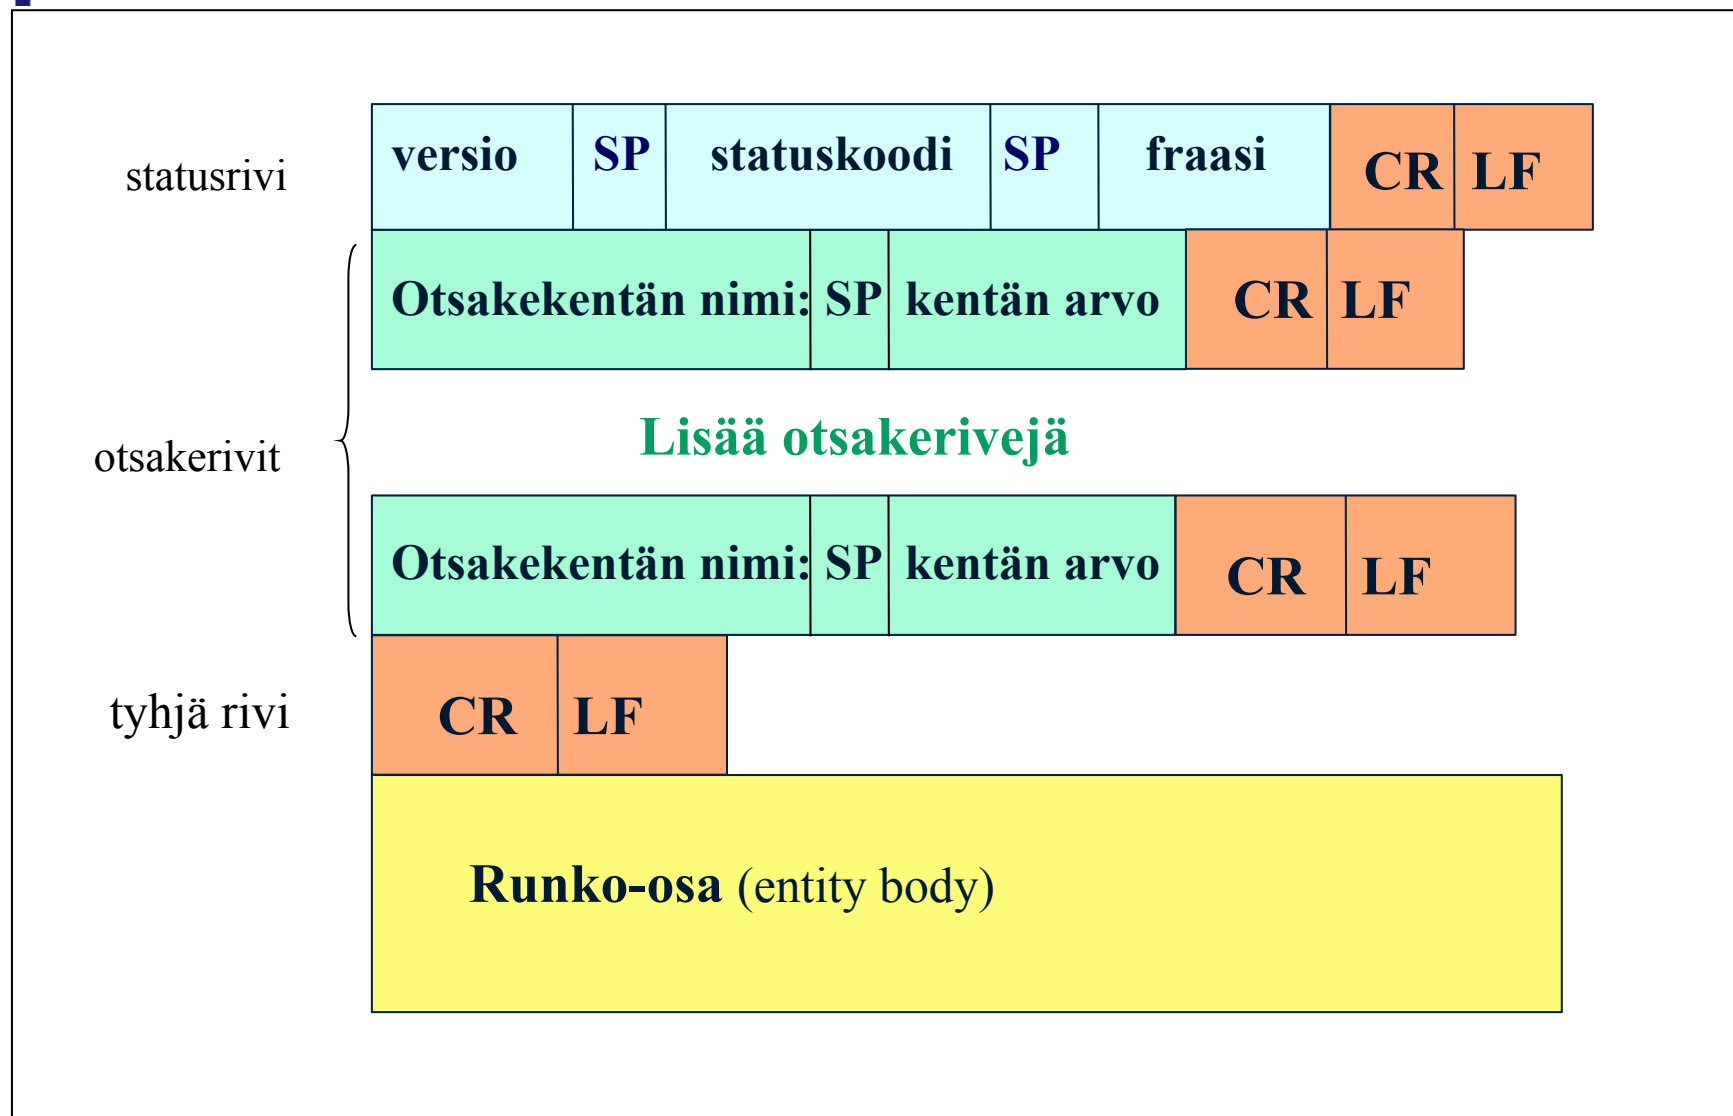 statusrivi versio SP statuskoodi SP fraasi CR LF
Otsakekentän nimi: SP kentän arvo CR LF
otsakerivit Lisää otsakerivejä
Otsakekentän nimi: SP kentän arvo CR LF
tyhjä rivi CR LF
Runko-osa (entity body)